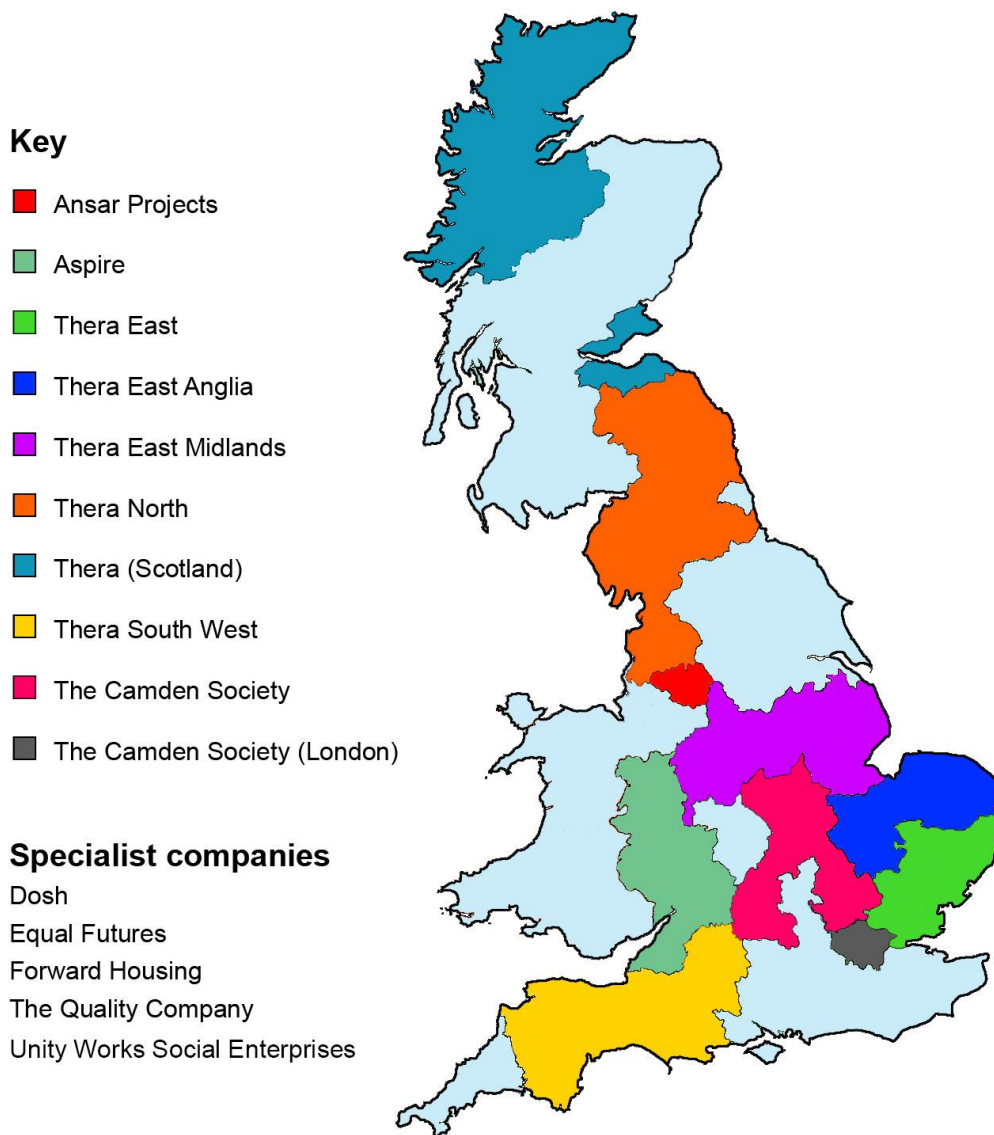 Key
Ansar Projects
Aspire
Thera East
Thera East Anglia
Thera East Midlands
Thera North
Thera (Scotland)
Thera South West
The Camden Society
The Camden Society (London)
Specialist companies
Dosh
Equal Futures
Forward Housing
The Quality Company
Unity Works Social Enterprises